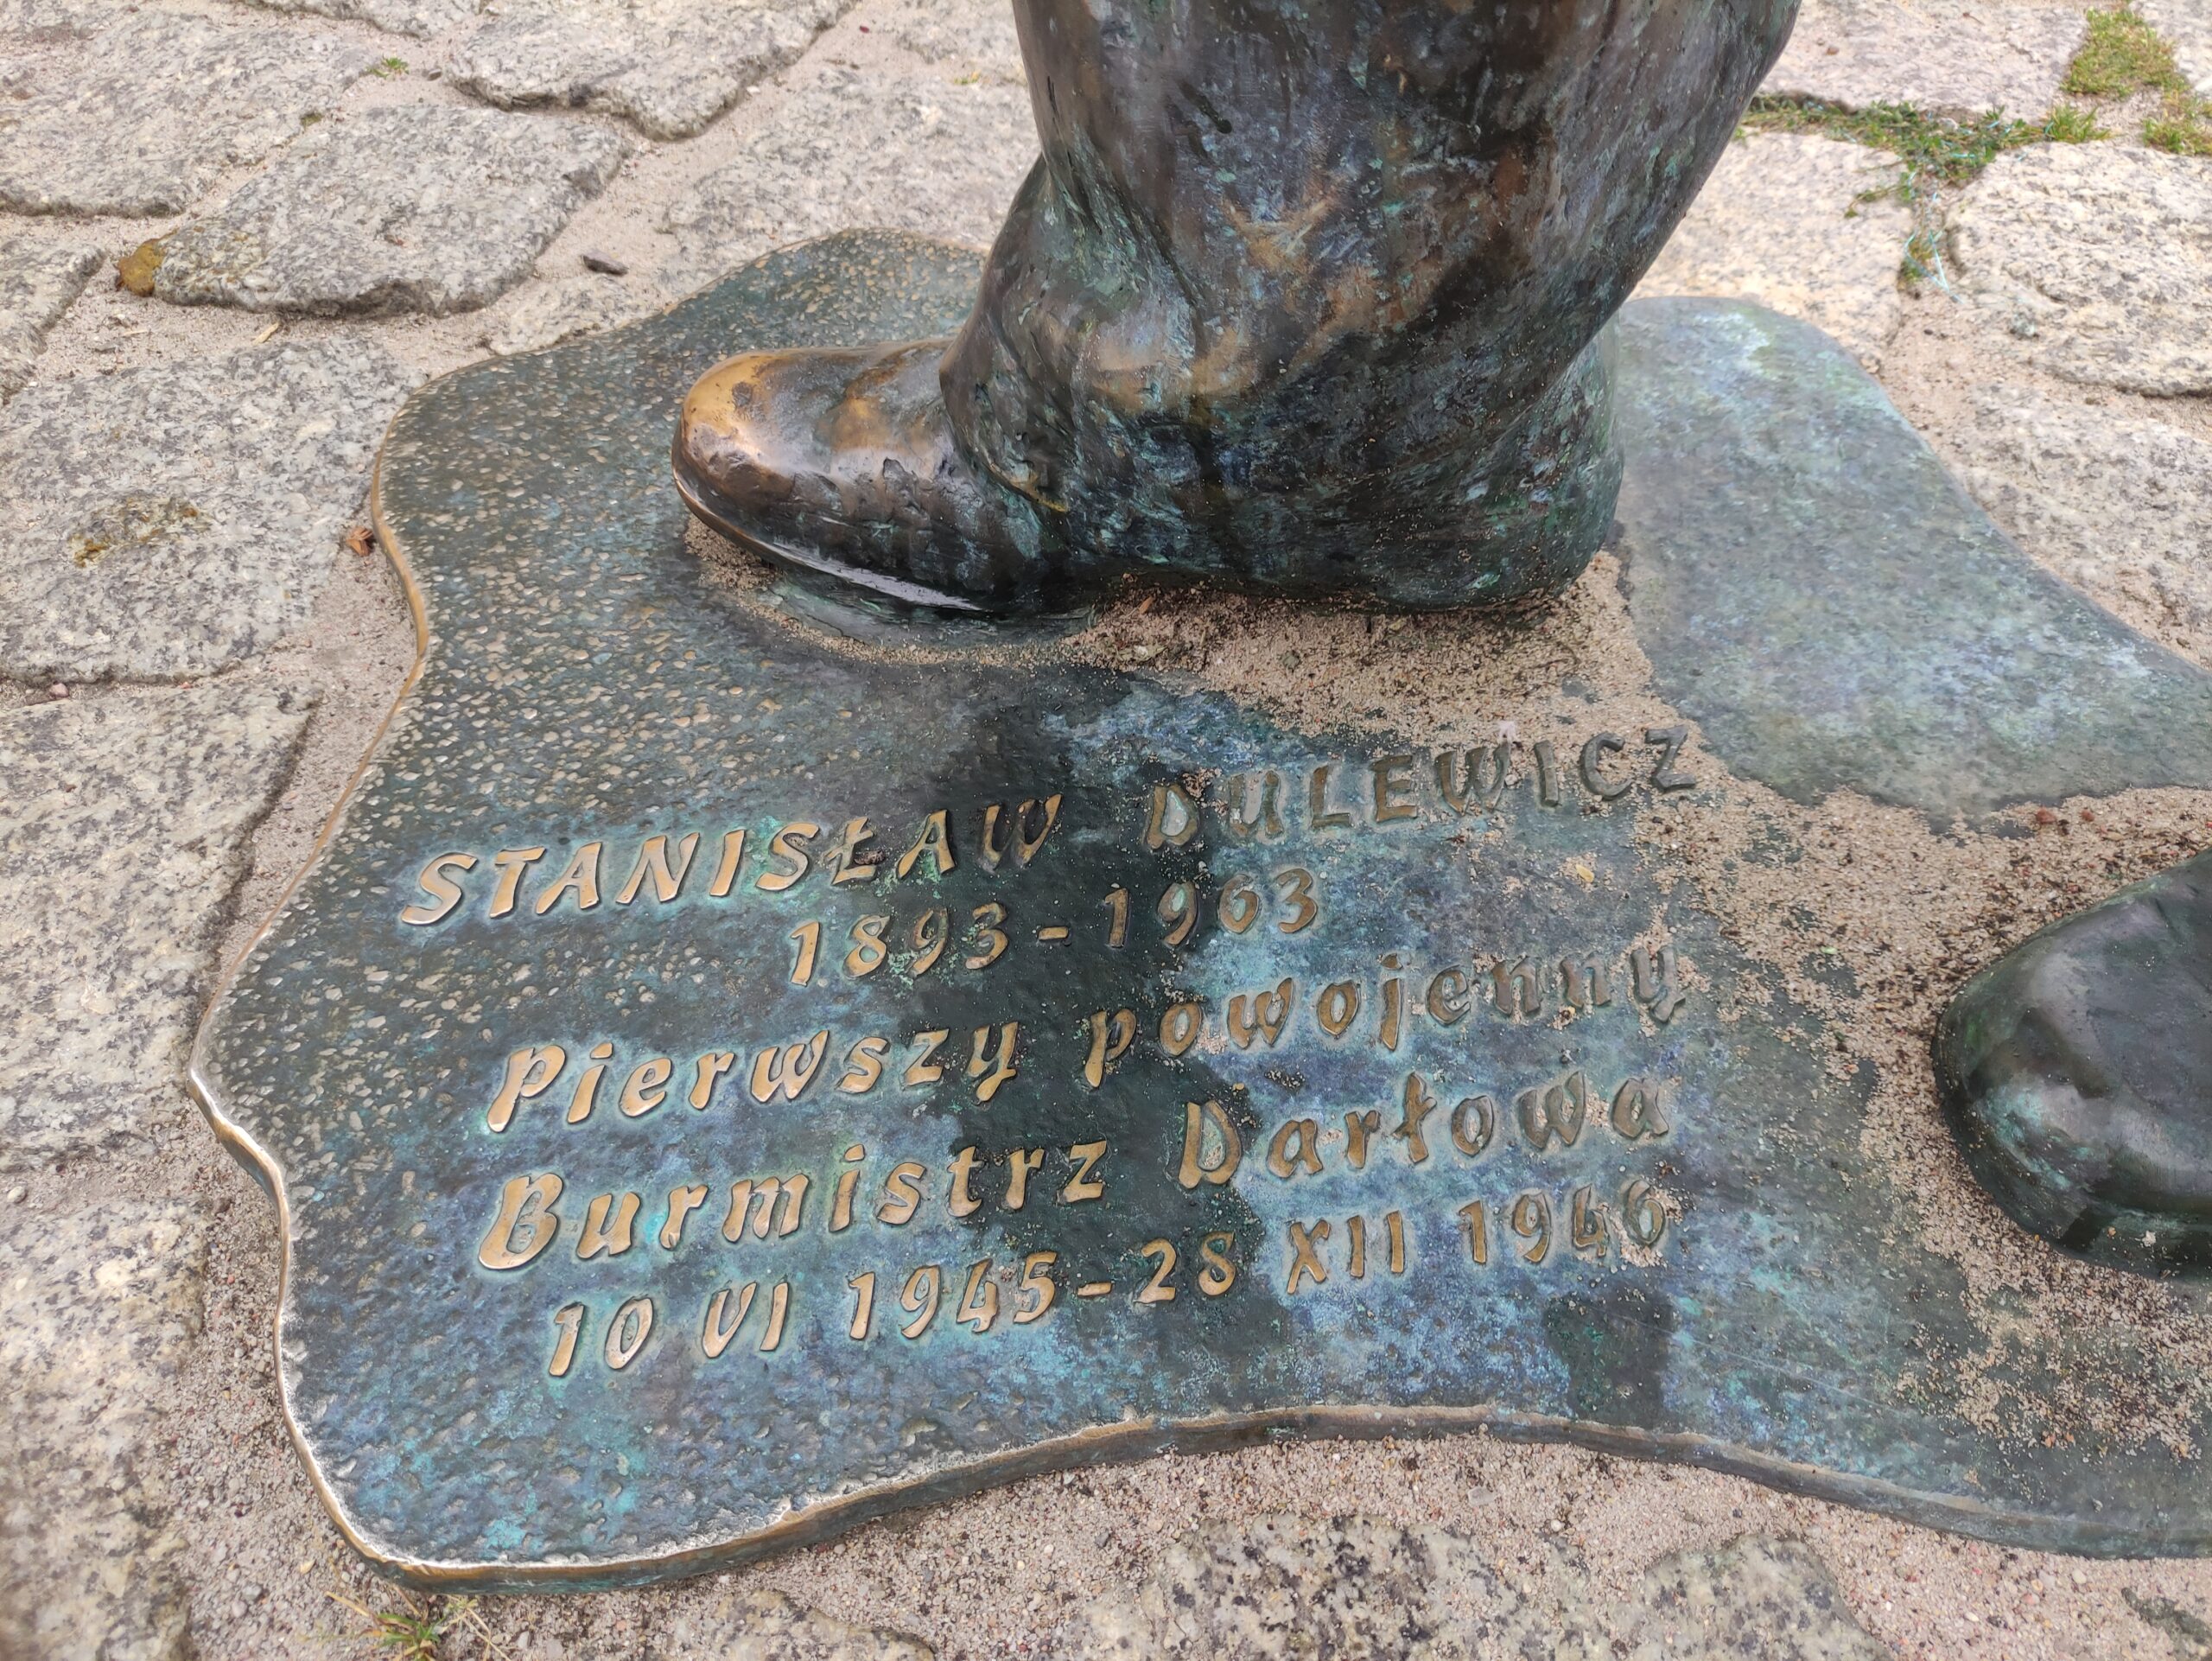 STANISŁAW DULEWICZ
1893-1963
Pierwszy powojenny
Burmistrz Darłowa
10 VI 1945-28 XII 1946